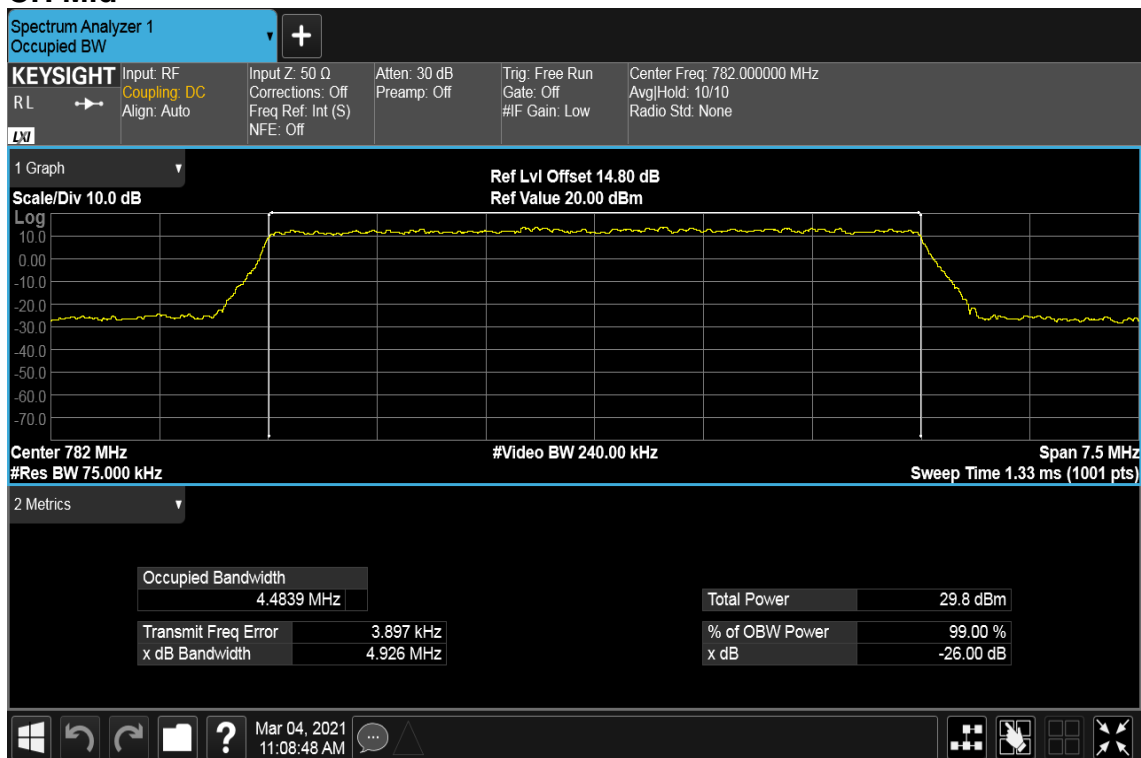 Spectrum Analyzer 1
Occupied BW
KEYSIGHT
R L
LXI
Input: RF
Coupling: DC
Align: Auto
Input Z: 50 Ω
Corrections: Off
Freq Ref: Int (S)
NFE: Off
Atten: 30 dB
Preamp: Off
Trig: Free Run
Gate: Off
#IF Gain: Low
Center Freq: 782.000000 MHz
Avg|Hold: 10/10
Radio Std: None
1 Graph
Scale/Div 10.0 dB
Ref Lvl Offset 14.80 dB
Ref Value 20.00 dBm
Log
10.0
0.00
-10.0
-20.0
-30.0
-40.0
-50.0
-60.0
-70.0
Center 782 MHz
#Res BW 75.000 kHz
#Video BW 240.00 kHz
Span 7.5 MHz
Sweep Time 1.33 ms (1001 pts)
2 Metrics
Occupied Bandwidth
4.4839 MHz
Transmit Freq Error 3.897 kHz
x dB Bandwidth 4.926 MHz
Total Power 29.8 dBm
% of OBW Power 99.00 %
x dB -26.00 dB
?
Mar 04, 2021
11:08:48 AM